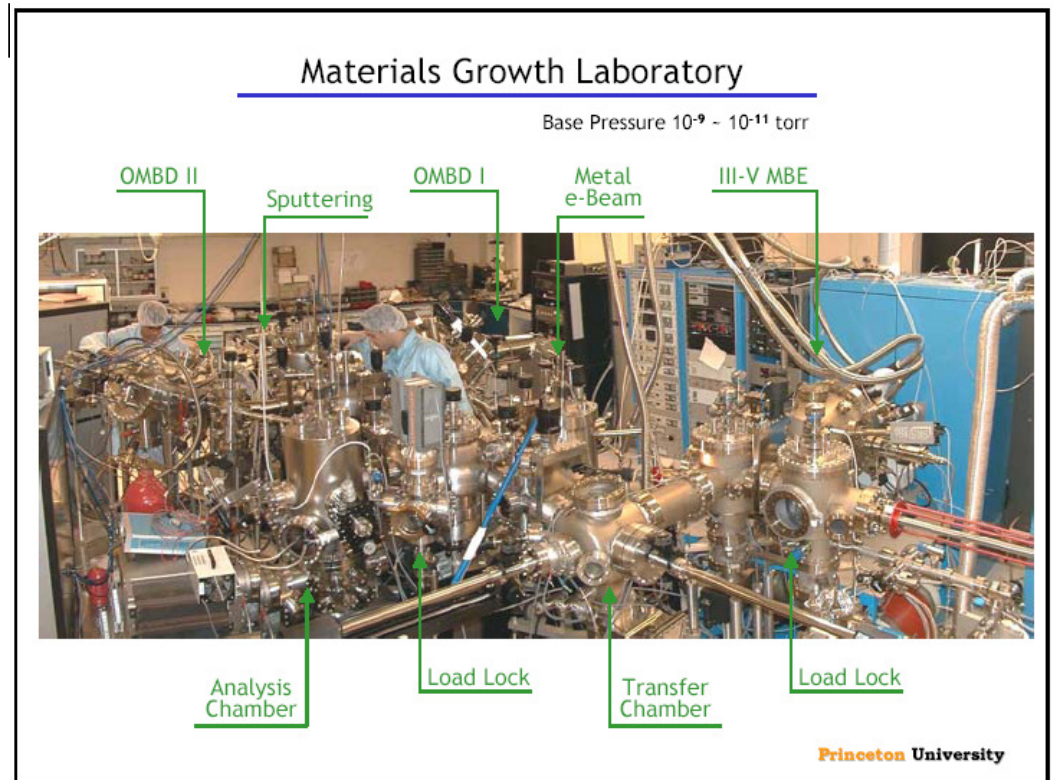 Materials Growth Laboratory
Base Pressure 10⁻⁹ ~ 10⁻¹¹ torr
OMBD II
Sputtering
OMBD I
Metal
e-Beam
III-V MBE
Analysis
Chamber
Load Lock
Transfer
Chamber
Load Lock
Princeton University